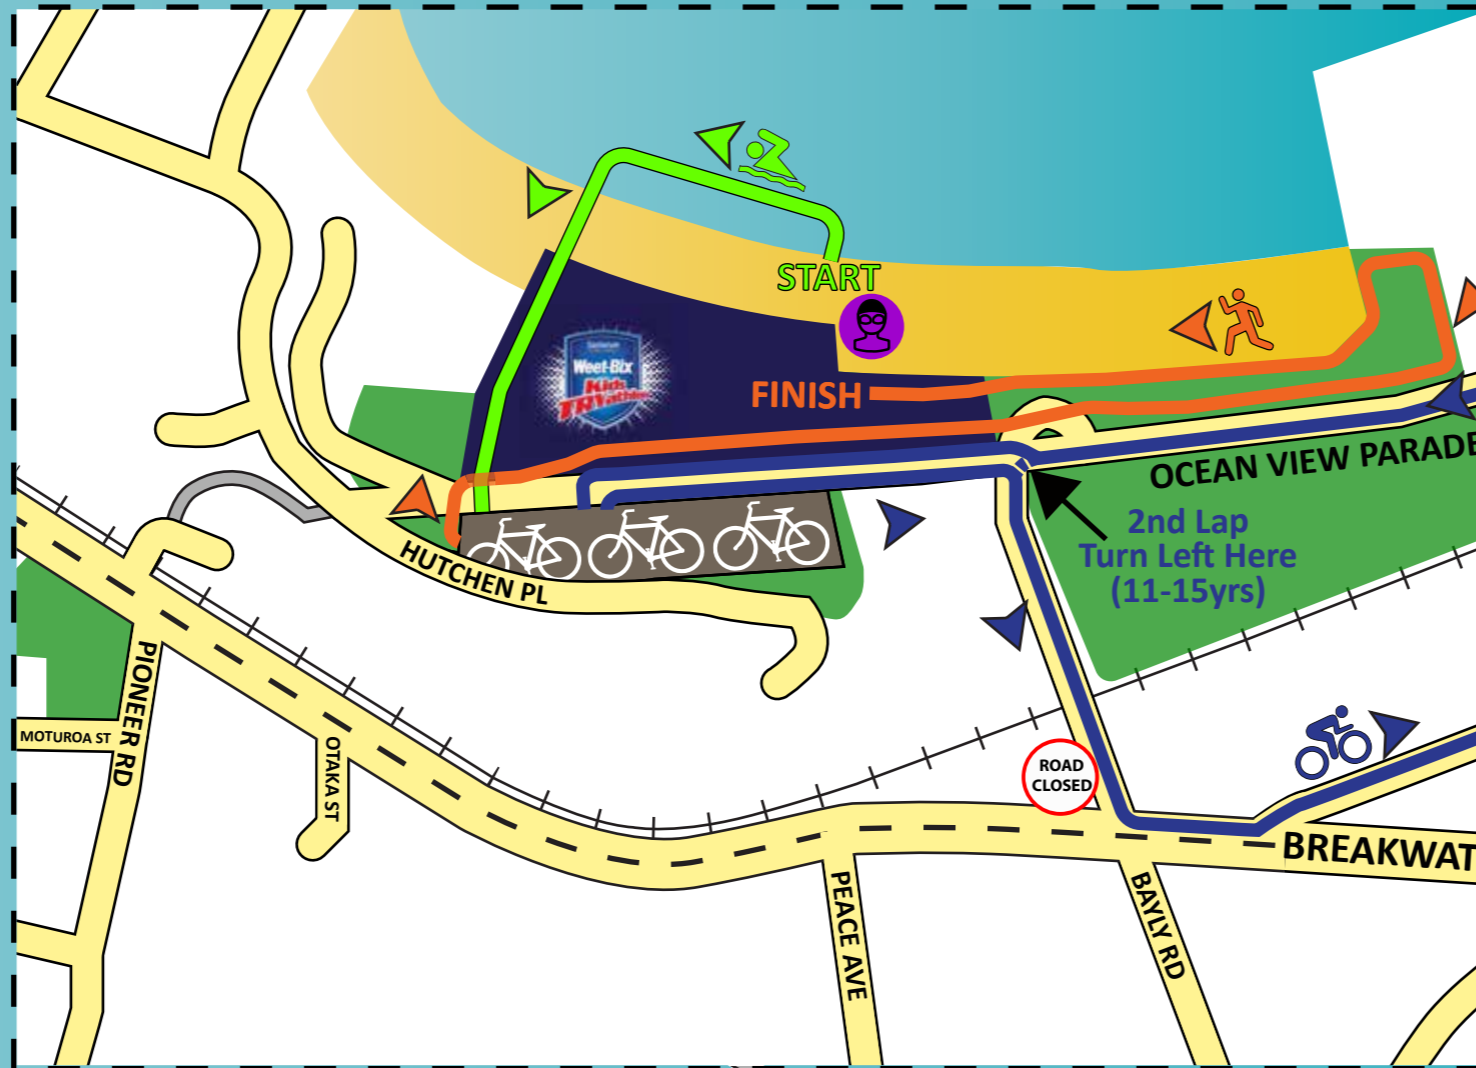 START
Weet-Bix
Kids
TRYathlon
FINISH
OCEAN VIEW PARADE
2nd Lap
Turn Left Here
(11-15yrs)
HUTCHEN PL
PIONEER RD
MOTUROA ST
OTAKA ST
ROAD
CLOSED
BREAKWAT
PEACE AVE
BAYLY RD